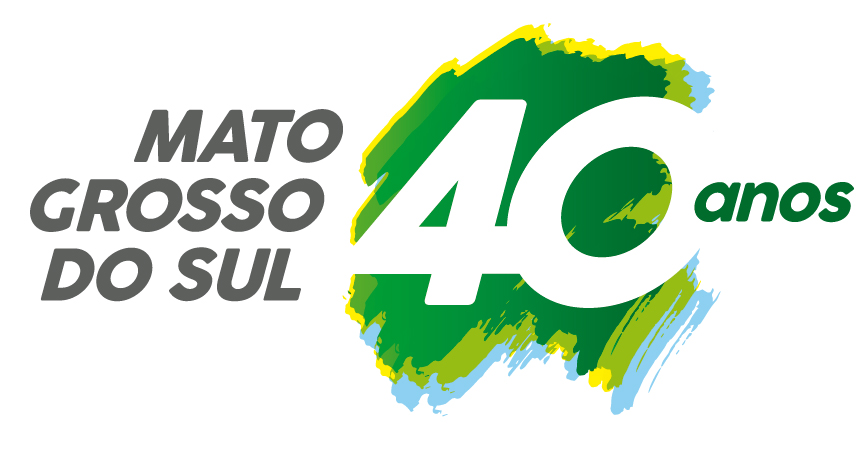 MATO
GROSSO
DO SUL
40 anos